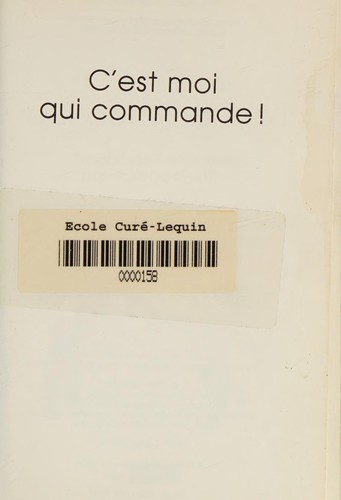 C'est moi
qui commande !
Ecole Curé-Lequin
0000158